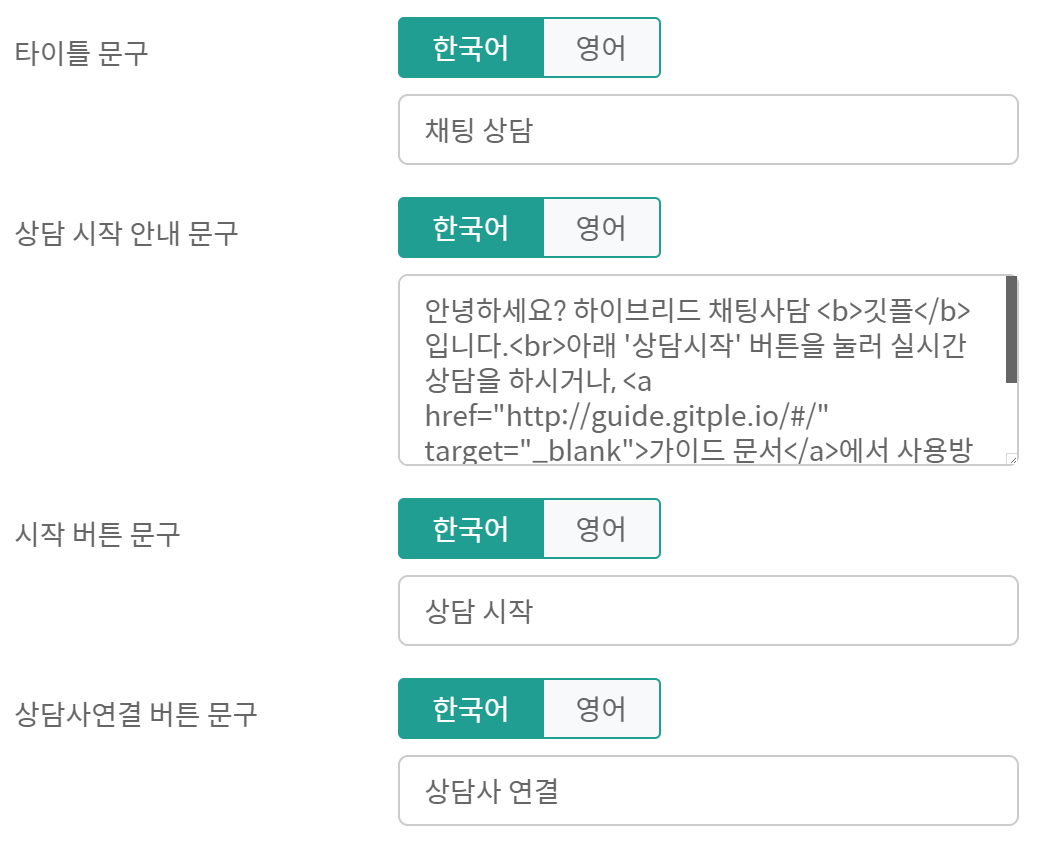 타이틀 문구
한국어 영어
채팅 상담
상담 시작 안내 문구
한국어 영어
안녕하세요? 하이브리드 채팅사담 <b>깃플</b>
입니다.<br>아래 '상담시작' 버튼을 눌러 실시간
상담을 하시거나, <a
href="http://guide.gitple.io/#/"
target="_blank">가이드 문서</a>에서 사용방
시작 버튼 문구
한국어 영어
상담 시작
상담사연결 버튼 문구
한국어 영어
상담사 연결